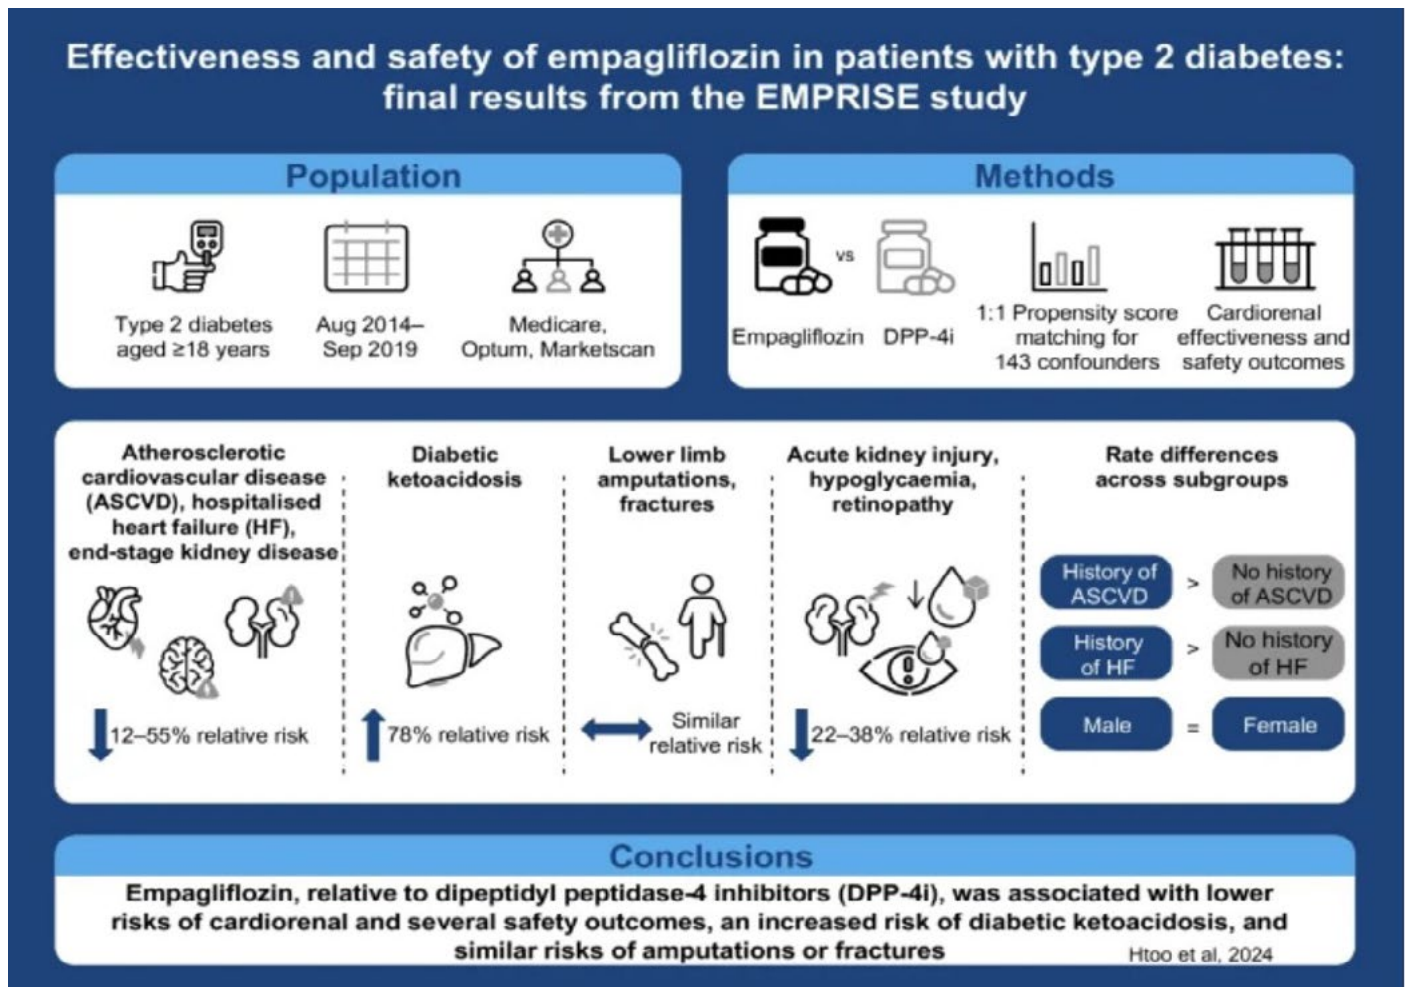 Effectiveness and safety of empagliflozin in patients with type 2 diabetes:
final results from the EMPRISE study
Population
Type 2 diabetes
aged ≥18 years
Aug 2014–
Sep 2019
Medicare,
Optum, Marketscan
Methods
vs
Empagliflozin
DPP-4i
1:1 Propensity score
matching for
143 confounders
Cardiorenal
effectiveness and
safety outcomes
Atherosclerotic
cardiovascular disease
(ASCVD), hospitalised
heart failure (HF),
end-stage kidney disease
12–55% relative risk
Diabetic
ketoacidosis
78% relative risk
Lower limb
amputations,
fractures
Similar
relative risk
Acute kidney injury,
hypoglycaemia,
retinopathy
22–38% relative risk
Rate differences
across subgroups
History of
ASCVD
>
No history
of ASCVD
History
of HF
>
No history
of HF
Male
=
Female
Conclusions
Empagliflozin, relative to dipeptidyl peptidase-4 inhibitors (DPP-4i), was associated with lower
risks of cardiorenal and several safety outcomes, an increased risk of diabetic ketoacidosis, and
similar risks of amputations or fractures
Htoo et al, 2024